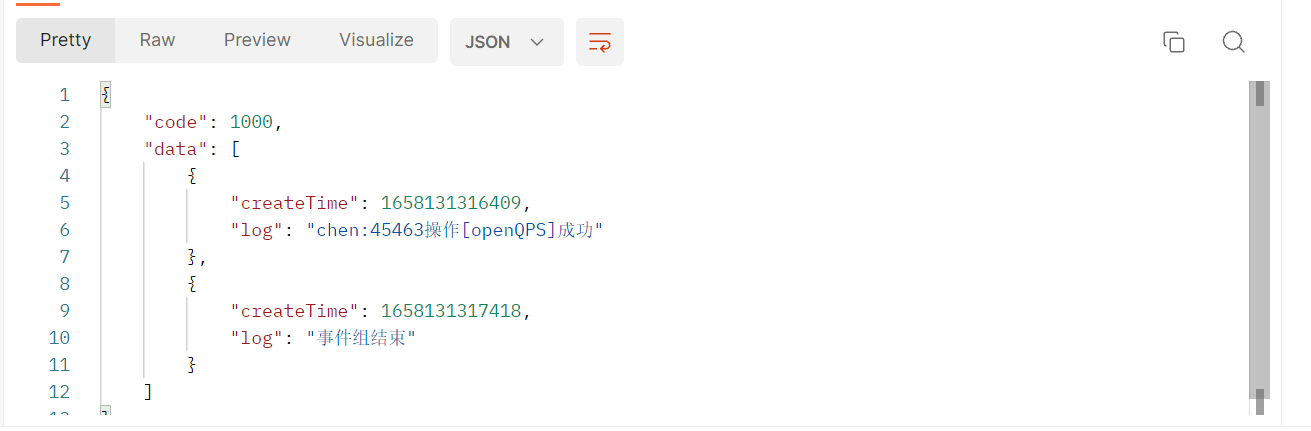 Pretty Raw Preview Visualize JSON
1 {
2 "code": 1000,
3 "data": [
4 {
5 "createTime": 1658131316409,
6 "log": "chen:45463操作[openQPS]成功"
7 },
8 {
9 "createTime": 1658131317418,
10 "log": "事件组结束"
11 }
12 ]